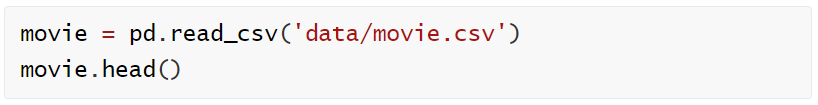 movie = pd.read_csv('data/movie.csv')
movie.head()